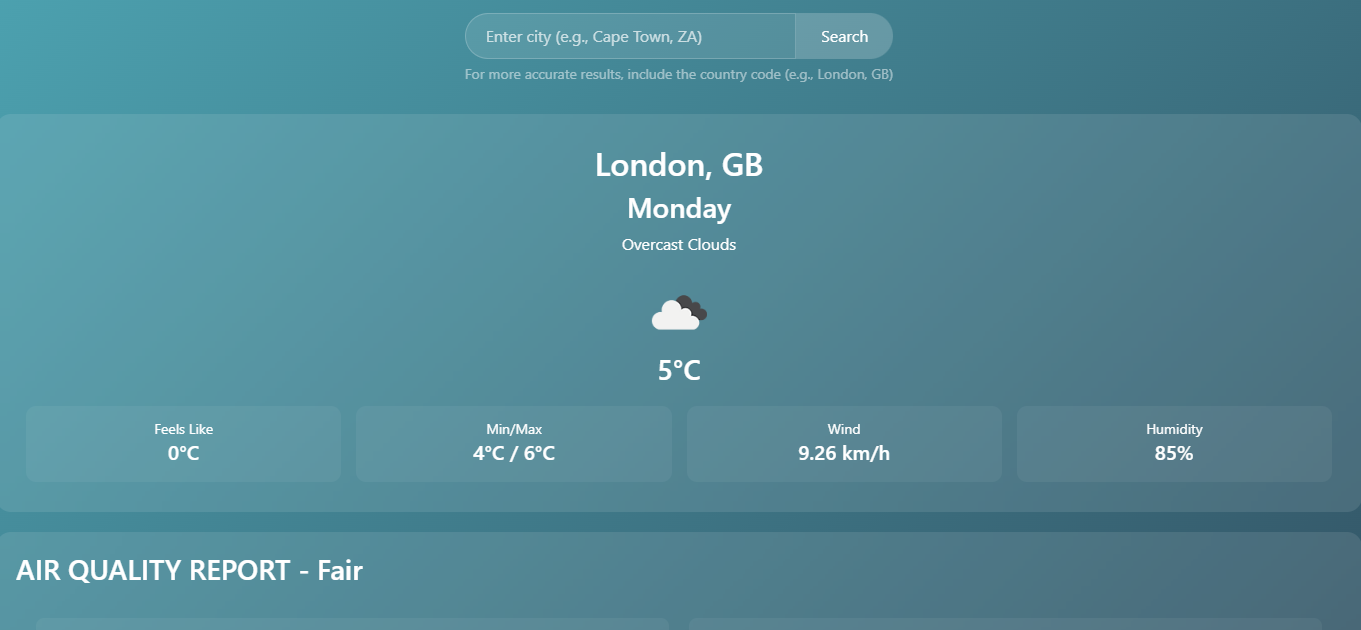 Enter city (e.g., Cape Town, ZA) Search
For more accurate results, include the country code (e.g., London, GB)
London, GB
Monday
Overcast Clouds
5°C
Feels Like
0°C
Min/Max
4°C / 6°C
Wind
9.26 km/h
Humidity
85%
AIR QUALITY REPORT - Fair